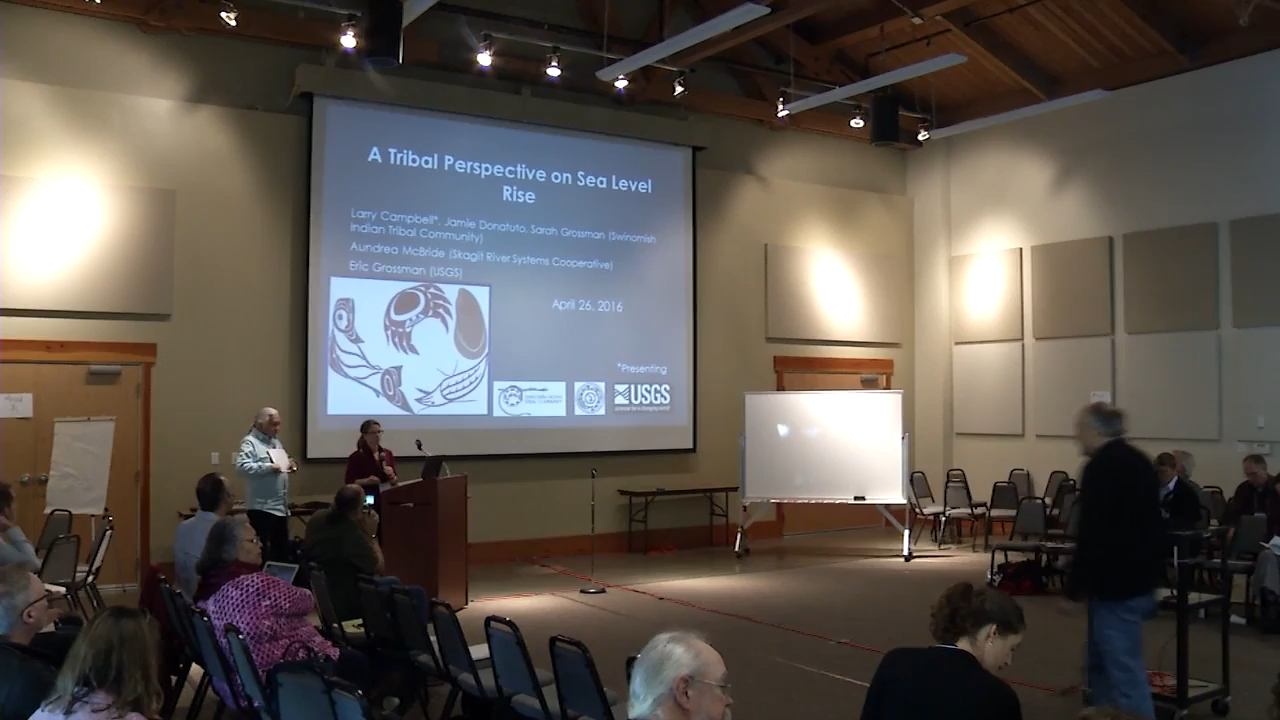 A Tribal Perspective on Sea Level
Rise
Larry Campbell*, Jamie Donatuto, Sarah Grossman (Swinomish
Indian Tribal Community)
Aundrea McBride (Skagit River Systems Cooperative)
Eric Grossman (USGS)
April 26, 2016
*Presenting
USGS